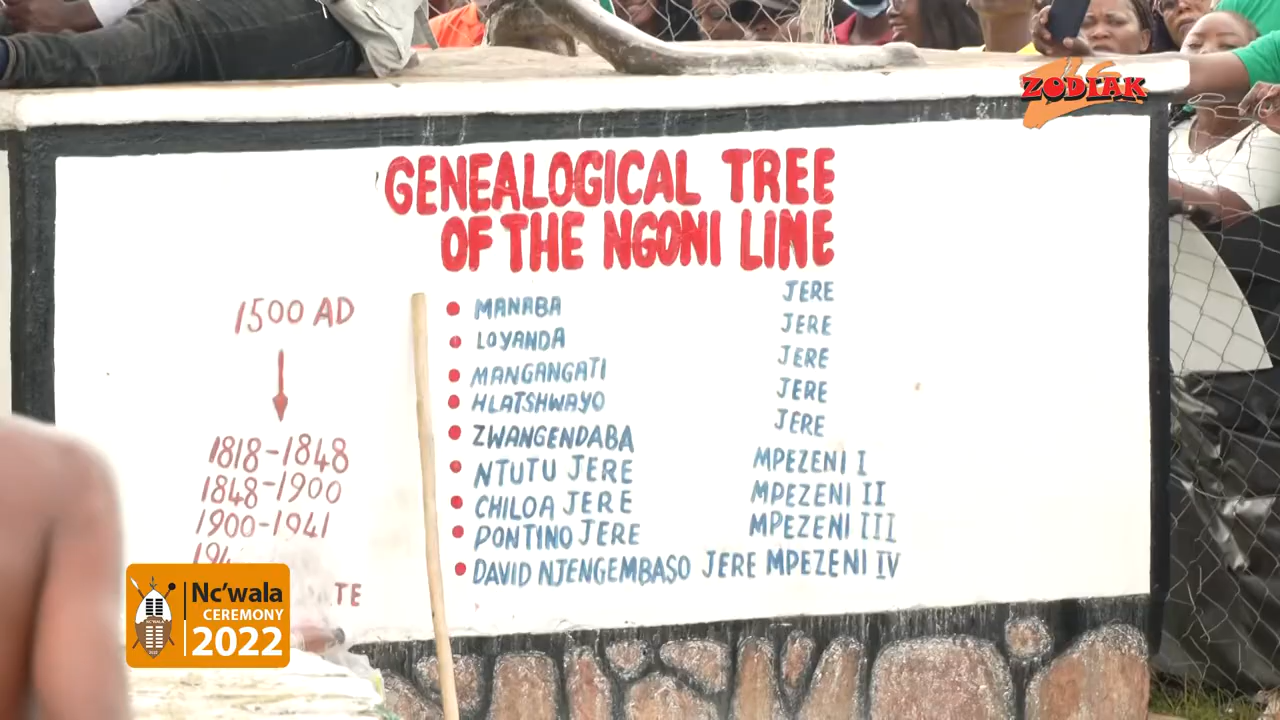 ZODIAK
GENEALOGICAL TREE
OF THE NGONI LINE
1500 AD
MANABA JERE
LOYANDA JERE
MANGANGATI JERE
HLATSHWAYO JERE
1818-1848 ZWANGENDABA JERE
1848-1900 NTUTU JERE MPEZENI I
1900-1941 CHILOA JERE MPEZENI II
PONTINO JERE MPEZENI III
DAVID NJENGEMBASO JERE MPEZENI IV
Nc'wala
CEREMONY
2022